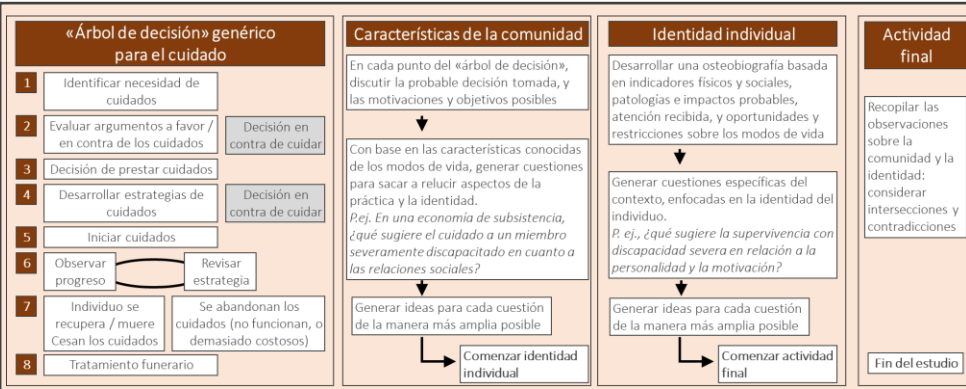 «Árbol de decisión» genérico
para el cuidado
1
Identificar necesidad de
cuidados
2
Evaluar argumentos a favor /
en contra de los cuidados
Decisión en
contra de cuidar
3
Decisión de prestar cuidados
4
Desarrollar estrategias de
cuidados
Decisión en
contra de cuidar
5
Iniciar cuidados
6
Observar
progreso
Revisar
estrategia
7
Individuo se
recupera / muere
Cesan los cuidados
Se abandonan los
cuidados (no funcionan, o
demasiado costosos)
8
Tratamiento funerario
Características de la comunidad
En cada punto del «árbol de decisión»,
discutir la probable decisión tomada, y
las motivaciones y objetivos posibles
Con base en las características conocidas
de los modos de vida, generar cuestiones
para sacar a relucir aspectos de la
práctica y la identidad.
P.ej. En una economía de subsistencia,
¿qué sugiere el cuidado a un miembro
severamente discapacitado en cuanto a
las relaciones sociales?
Generar ideas para cada cuestión
de la manera más amplia posible
Comenzar identidad
individual
Identidad individual
Desarrollar una osteobiografía basada
en indicadores físicos y sociales,
patologías e impactos probables,
atención recibida, y oportunidades y
restricciones sobre los modos de vida
Generar cuestiones específicas del
contexto, enfocadas en la identidad del
individuo.
P. ej., ¿qué sugiere la supervivencia con
discapacidad severa en relación a la
personalidad y la motivación?
Generar ideas para cada cuestión
de la manera más amplia posible
Comenzar actividad
final
Actividad
final
Recopilar las
observaciones
sobre la
comunidad y la
identidad:
considerar
intersecciones y
contradicciones
Fin del estudio